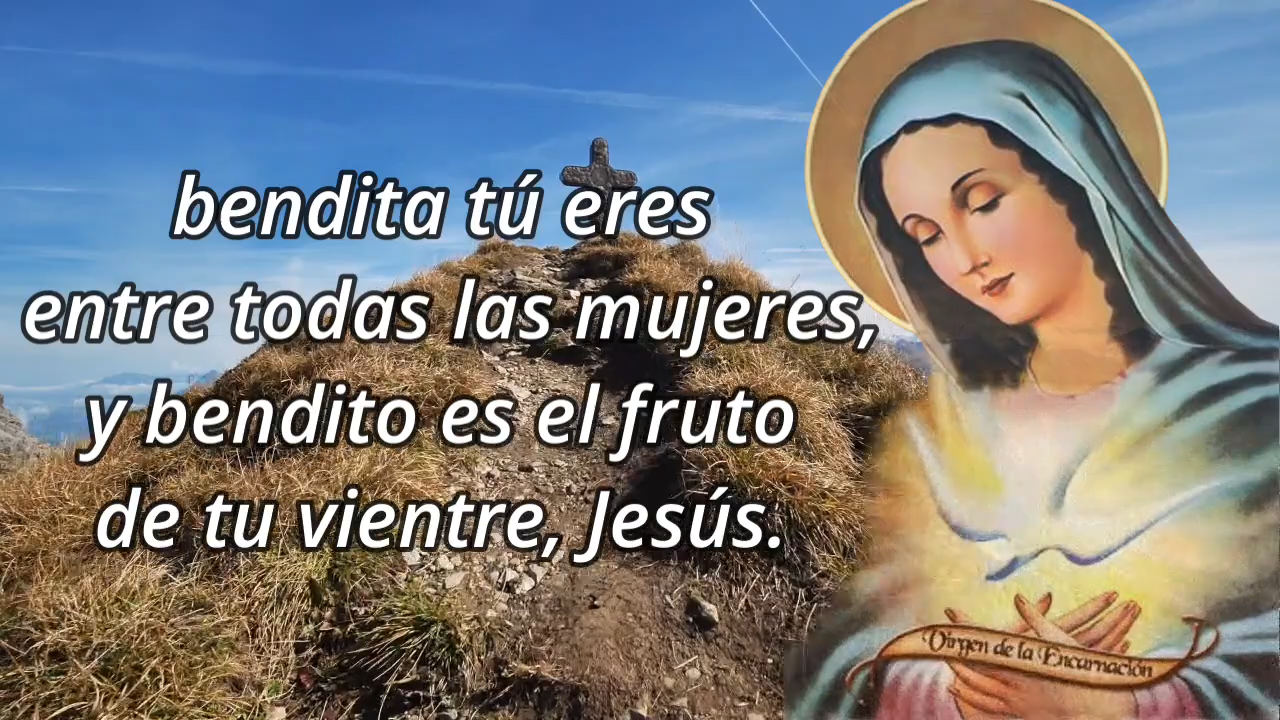 bendita tú eres
entre todas las mujeres,
y bendito es el fruto
de tu vientre, Jesús.
Virgen de la Encarnación